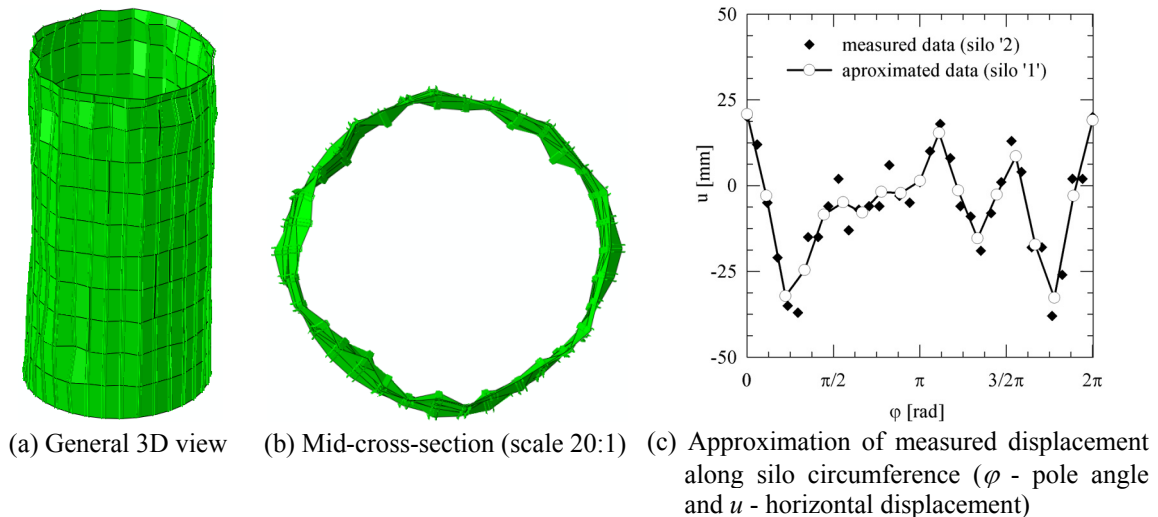 50
25
0
-25
-50
u [mm]
measured data (silo '2)
aproximated data (silo '1')
0
π/2
π
3/2π
2π
φ [rad]
(a) General 3D view
(b) Mid-cross-section (scale 20:1)
(c) Approximation of measured displacement
along silo circumference (φ - pole angle
and u - horizontal displacement)